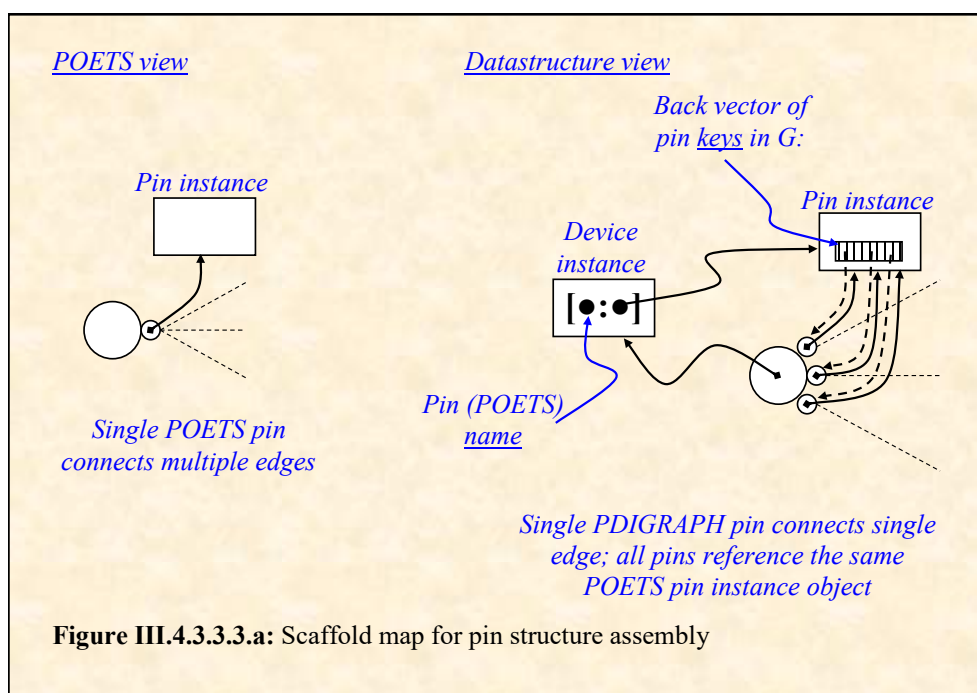 POETS view
Pin instance
Single POETS pin
connects multiple edges
Datastructure view
Back vector of
pin keys in G:
Pin instance
Device
instance
[●:●]
Pin (POETS)
name
Single PDIGRAPH pin connects single
edge; all pins reference the same
POETS pin instance object
Figure III.4.3.3.3.a: Scaffold map for pin structure assembly